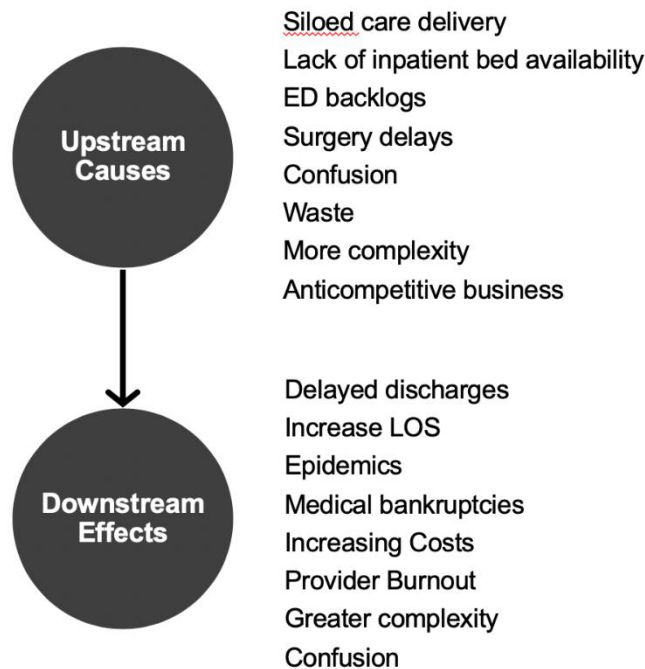 Siloed care delivery
Lack of inpatient bed availability
ED backlogs
Surgery delays
Confusion
Waste
More complexity
Anticompetitive business
Upstream
Causes
Delayed discharges
Increase LOS
Epidemics
Medical bankruptcies
Increasing Costs
Provider Burnout
Greater complexity
Confusion
Downstream
Effects